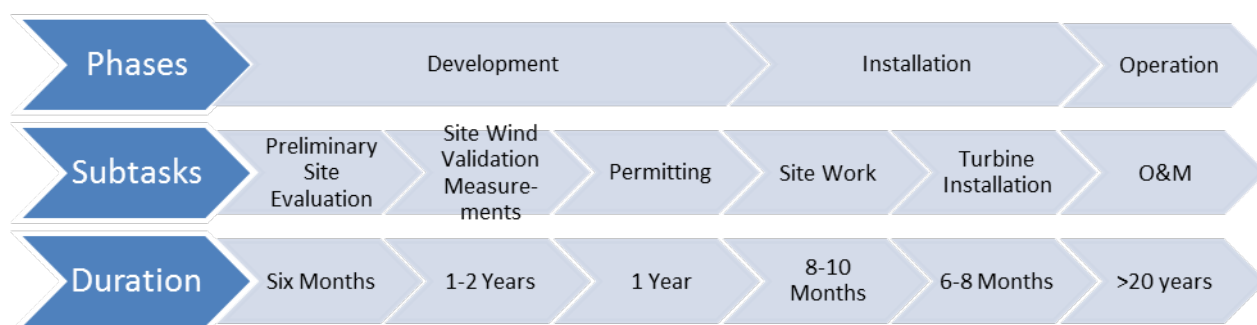 Phases
Development
Installation
Operation
Subtasks
Preliminary
Site
Evaluation
Site Wind
Validation
Measure-
ments
Permitting
Site Work
Turbine
Installation
O&M
Duration
Six Months
1-2 Years
1 Year
8-10
Months
6-8 Months
>20 years